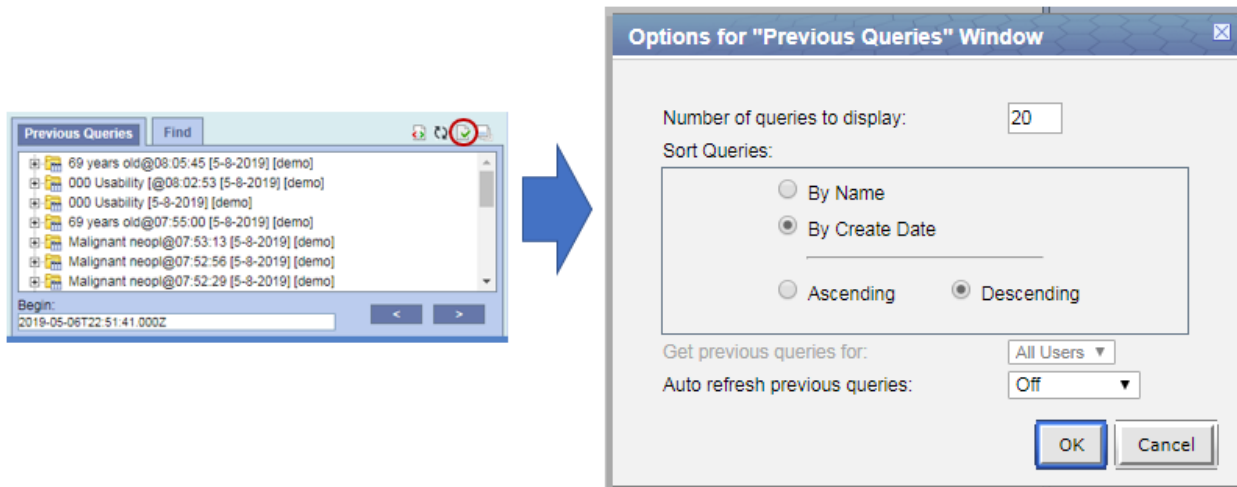 Previous Queries
Find
69 years old@08:05:45 [5-8-2019] [demo]
000 Usability [@08:02:53 [5-8-2019] [demo]
000 Usability [5-8-2019] [demo]
69 years old@07:55:00 [5-8-2019] [demo]
Malignant neopl@07:53:13 [5-8-2019] [demo]
Malignant neopl@07:52:56 [5-8-2019] [demo]
Malignant neopl@07:52:29 [5-8-2019] [demo]
Begin:
2019-05-06T22:51:41.000Z
<
>
Options for "Previous Queries" Window
Number of queries to display: 20
Sort Queries:
By Name
By Create Date
Ascending Descending
Get previous queries for: All Users
Auto refresh previous queries: Off
OK Cancel